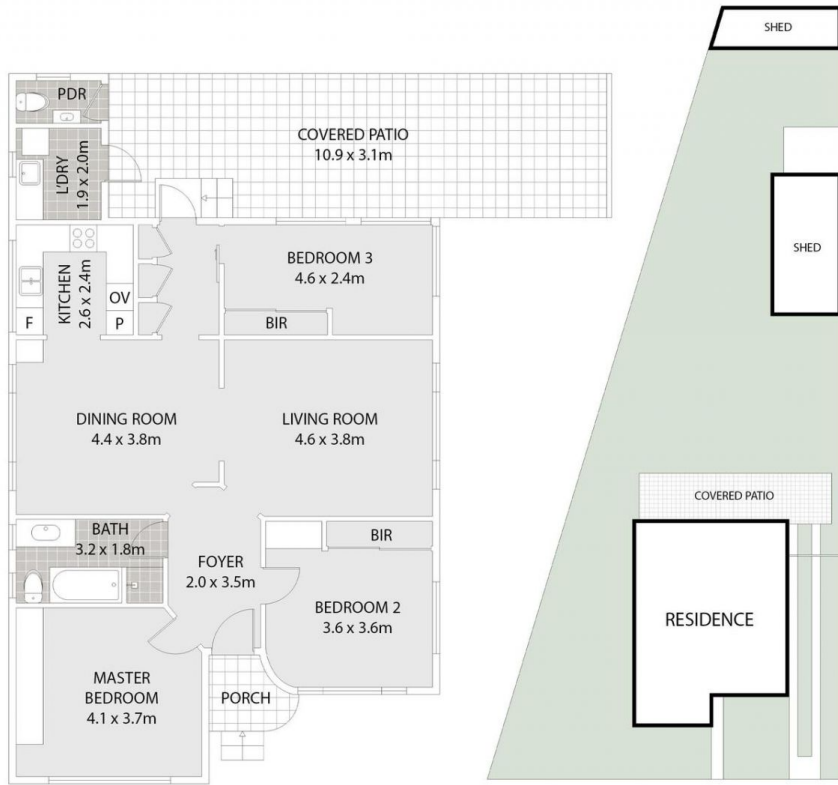 PDR
L'DRY
1.9 x 2.0m
COVERED PATIO
10.9 x 3.1m
KITCHEN
2.6 x 2.4m
F
OV
P
BEDROOM 3
4.6 x 2.4m
BIR
DINING ROOM
4.4 x 3.8m
LIVING ROOM
4.6 x 3.8m
BATH
3.2 x 1.8m
FOYER
2.0 x 3.5m
BIR
BEDROOM 2
3.6 x 3.6m
MASTER
BEDROOM
4.1 x 3.7m
PORCH
SHED
SHED
COVERED PATIO
RESIDENCE